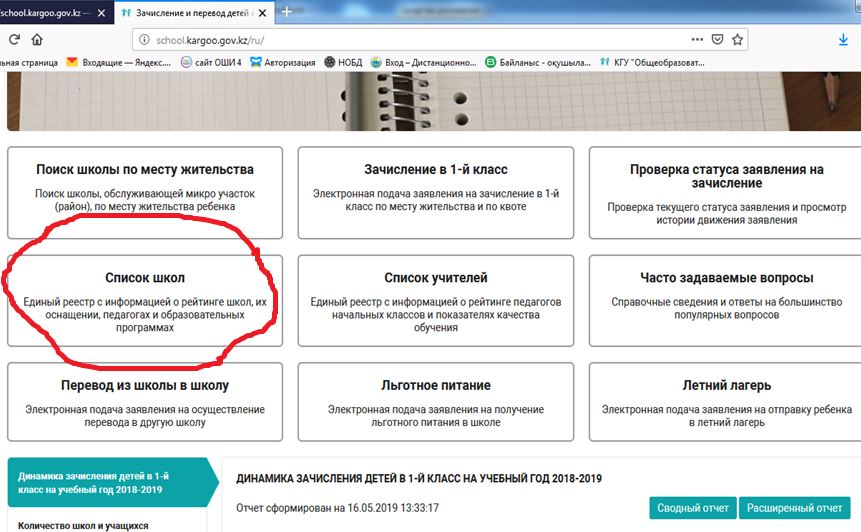 school.kargoo.gov.kz —
Зачисление и перевод детей в
school.kargoo.gov.kz/ru/
ьная страница
Входящие — Яндекс....
сайт ОШИ 4
Авторизация
НОБД
Вход – Дистанционно...
Байланыс - оқушыла...
КГУ "Общеобразоват...
Поиск школы по месту жительства
Поиск школы, обслуживающей микро участок
(район), по месту жительства ребенка
Зачисление в 1-й класс
Электронная подача заявления на зачисление в 1-й
класс по месту жительства и по квоте
Проверка статуса заявления на
зачисление
Проверка текущего статуса заявления и просмотр
истории движения заявления
Список школ
Единый реестр с информацией о рейтинге школ, их
оснащении, педагогах и образовательных
программах
Список учителей
Единый реестр с информацией о рейтинге педагогов
начальных классов и показателях качества
обучения
Часто задаваемые вопросы
Справочные сведения и ответы на большинство
популярных вопросов
Перевод из школы в школу
Электронная подача заявления на осуществление
перевода в другую школу
Льготное питание
Электронная подача заявления на получение
льготного питания в школе
Летний лагерь
Электронная подача заявления на отправку ребенка
в летний лагерь
Динамика зачисления детей в 1-й
класс на учебный год 2018-2019
Количество школ и учащихся
ДИНАМИКА ЗАЧИСЛЕНИЯ ДЕТЕЙ В 1-Й КЛАСС НА УЧЕБНЫЙ ГОД 2018-2019
Отчет сформирован на 16.05.2019 13:33:17
Сводный отчет
Расширенный отчет